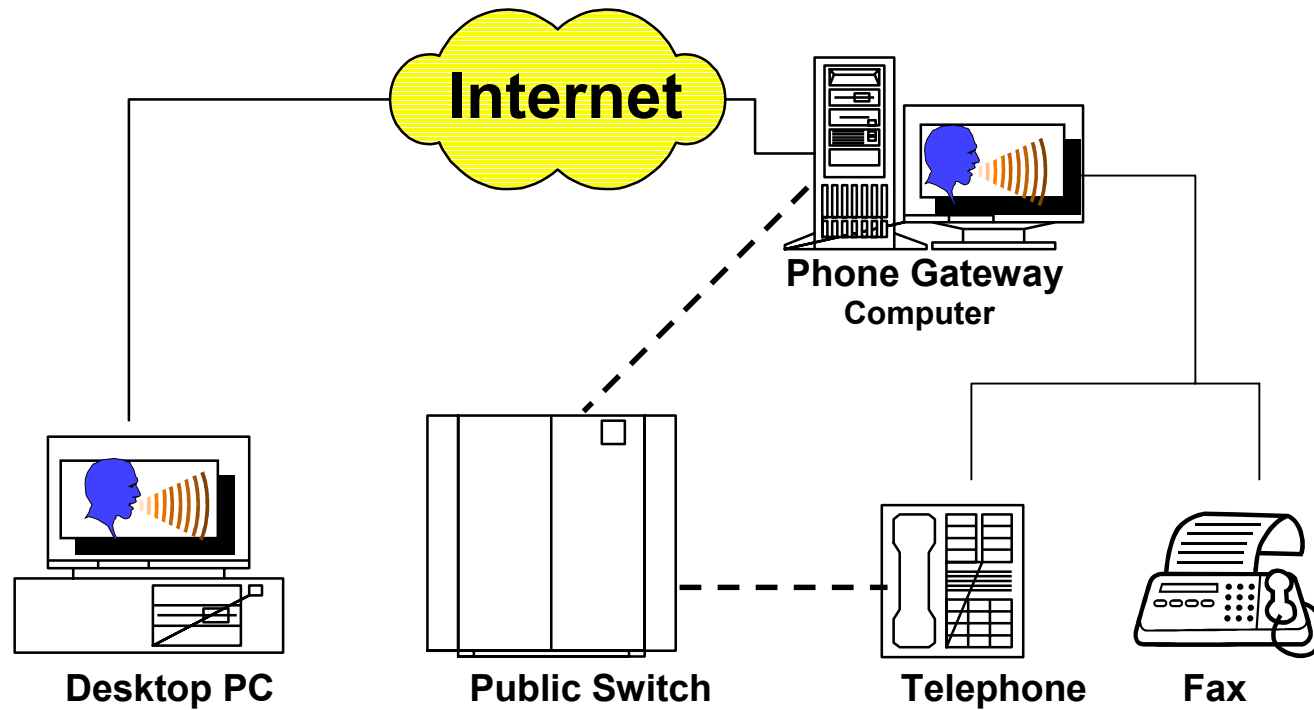 Internet
Phone Gateway
Computer
Desktop PC
Public Switch
Telephone
Fax